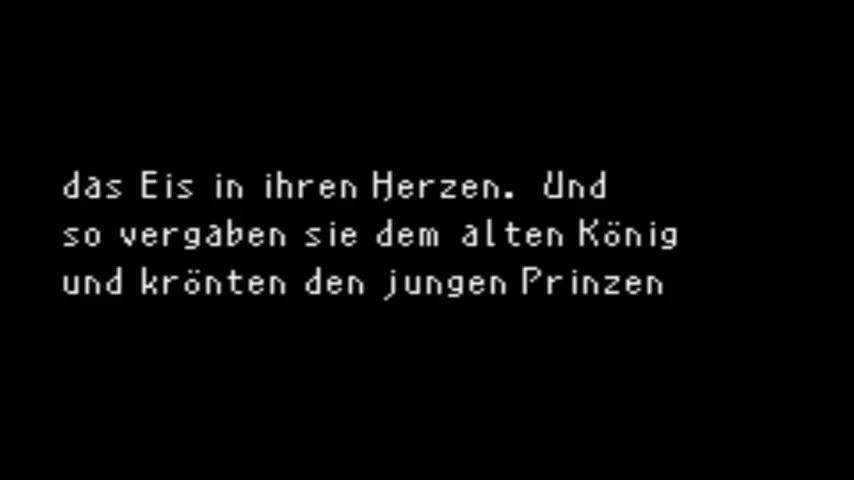 das Eis in ihren Herzen. Und
so vergaben sie dem alten König
und krönten den jungen Prinzen